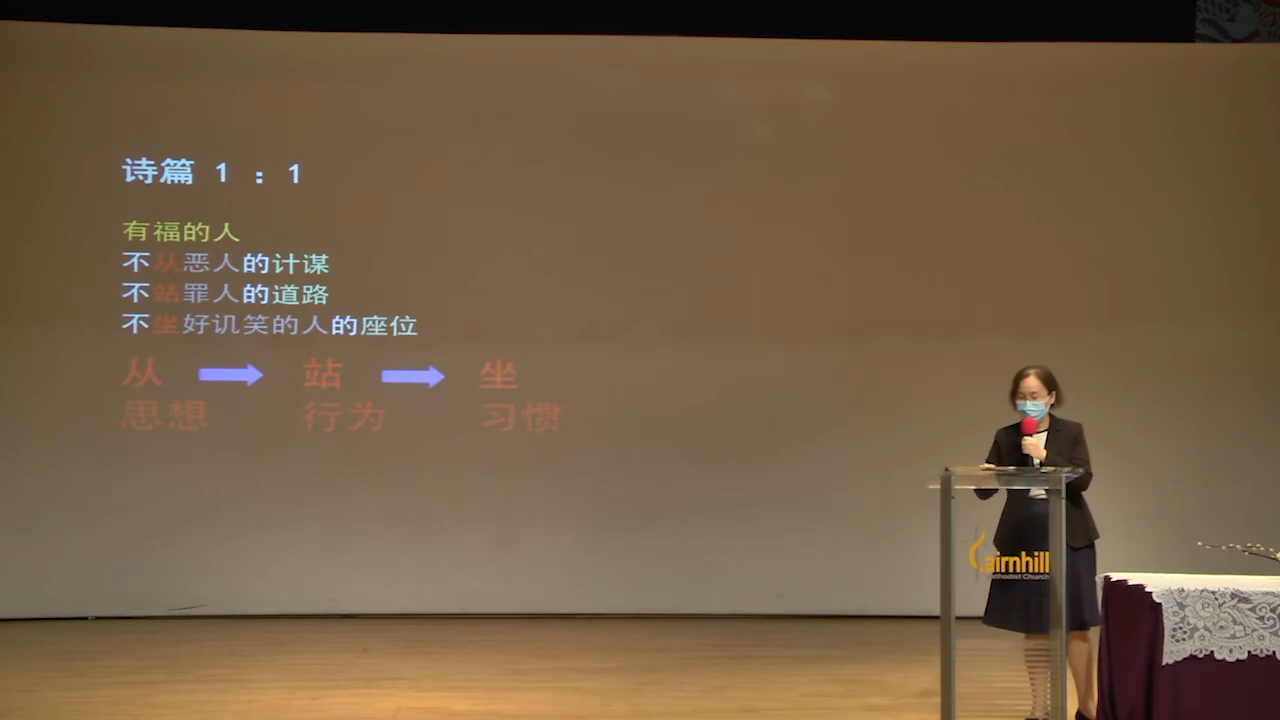 诗篇 1 : 1
有福的人
不从恶人的计谋
不站罪人的道路
不坐好讥笑的人的座位
从 → 站 → 坐
思想 行为 习惯
Cairnhill
Methodist Church